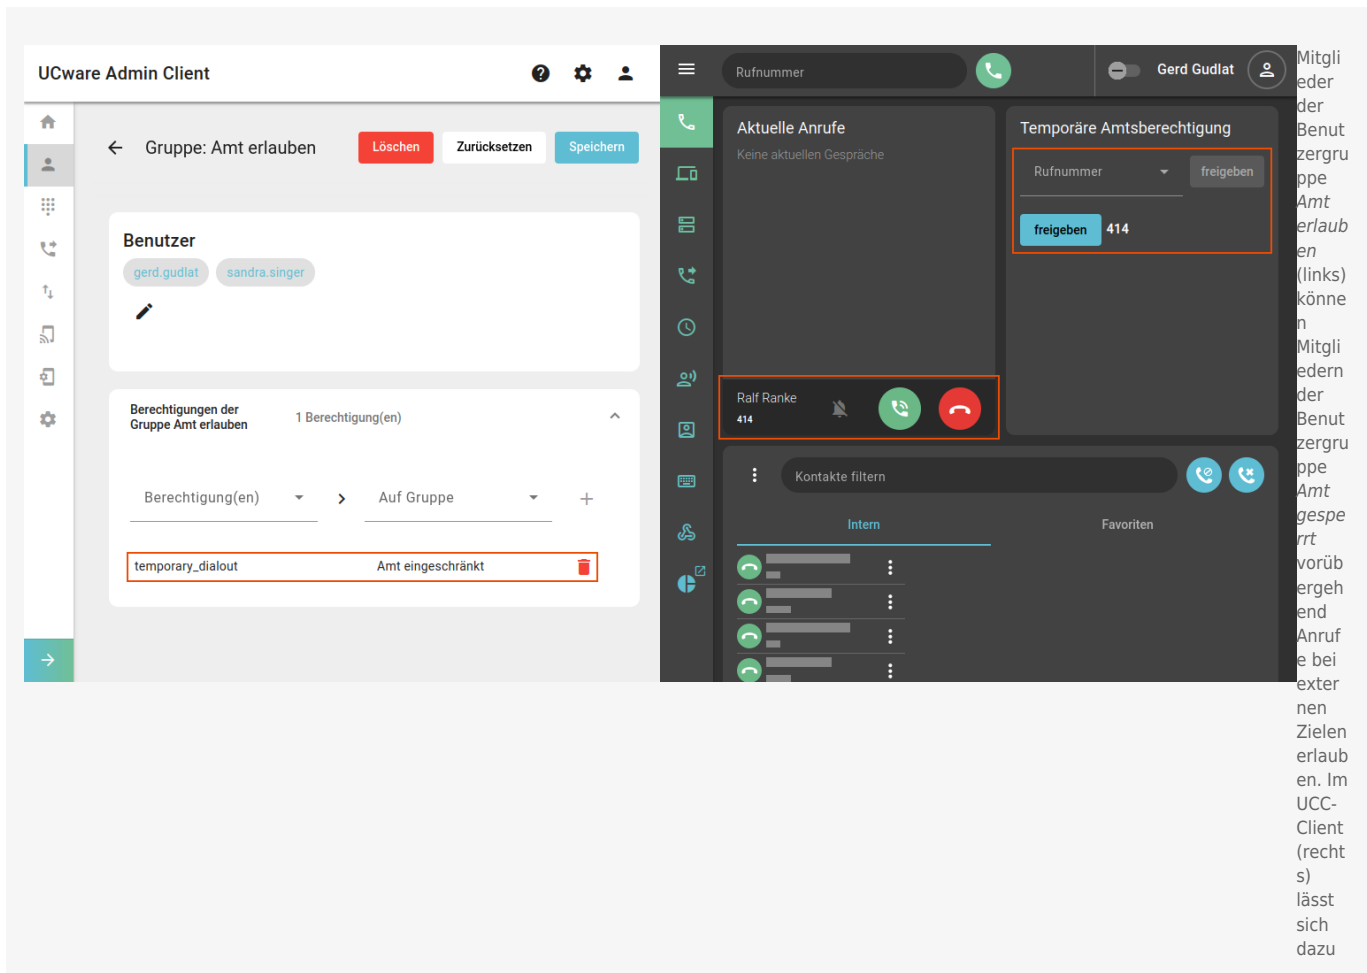 UCware Admin Client
Gruppe: Amt erlauben
Löschen
Zurücksetzen
Speichern
Benutzer
gerd.gudlat
sandra.singer
Berechtigungen der
Gruppe Amt erlauben
1 Berechtigung(en)
Berechtigung(en)
Auf Gruppe
temporary_dialout
Amt eingeschränkt
Rufnummer
Gerd Gudlat
Aktuelle Anrufe
Keine aktuellen Gespräche
Ralf Ranke
414
Temporäre Amtsberechtigung
Rufnummer
freigeben
freigeben
414
Kontakte filtern
Intern
Favoriten
Mitgli
eder
der
Benut
zergru
ppe
Amt
erlaub
en
(links)
könne
n
Mitgli
edern
der
Benut
zergru
ppe
Amt
gespe
rrt
vorüb
ergeh
end
Anruf
e bei
exter
nen
Zielen
erlaub
en. Im
UCC-
Client
(recht
s)
lässt
sich
dazu